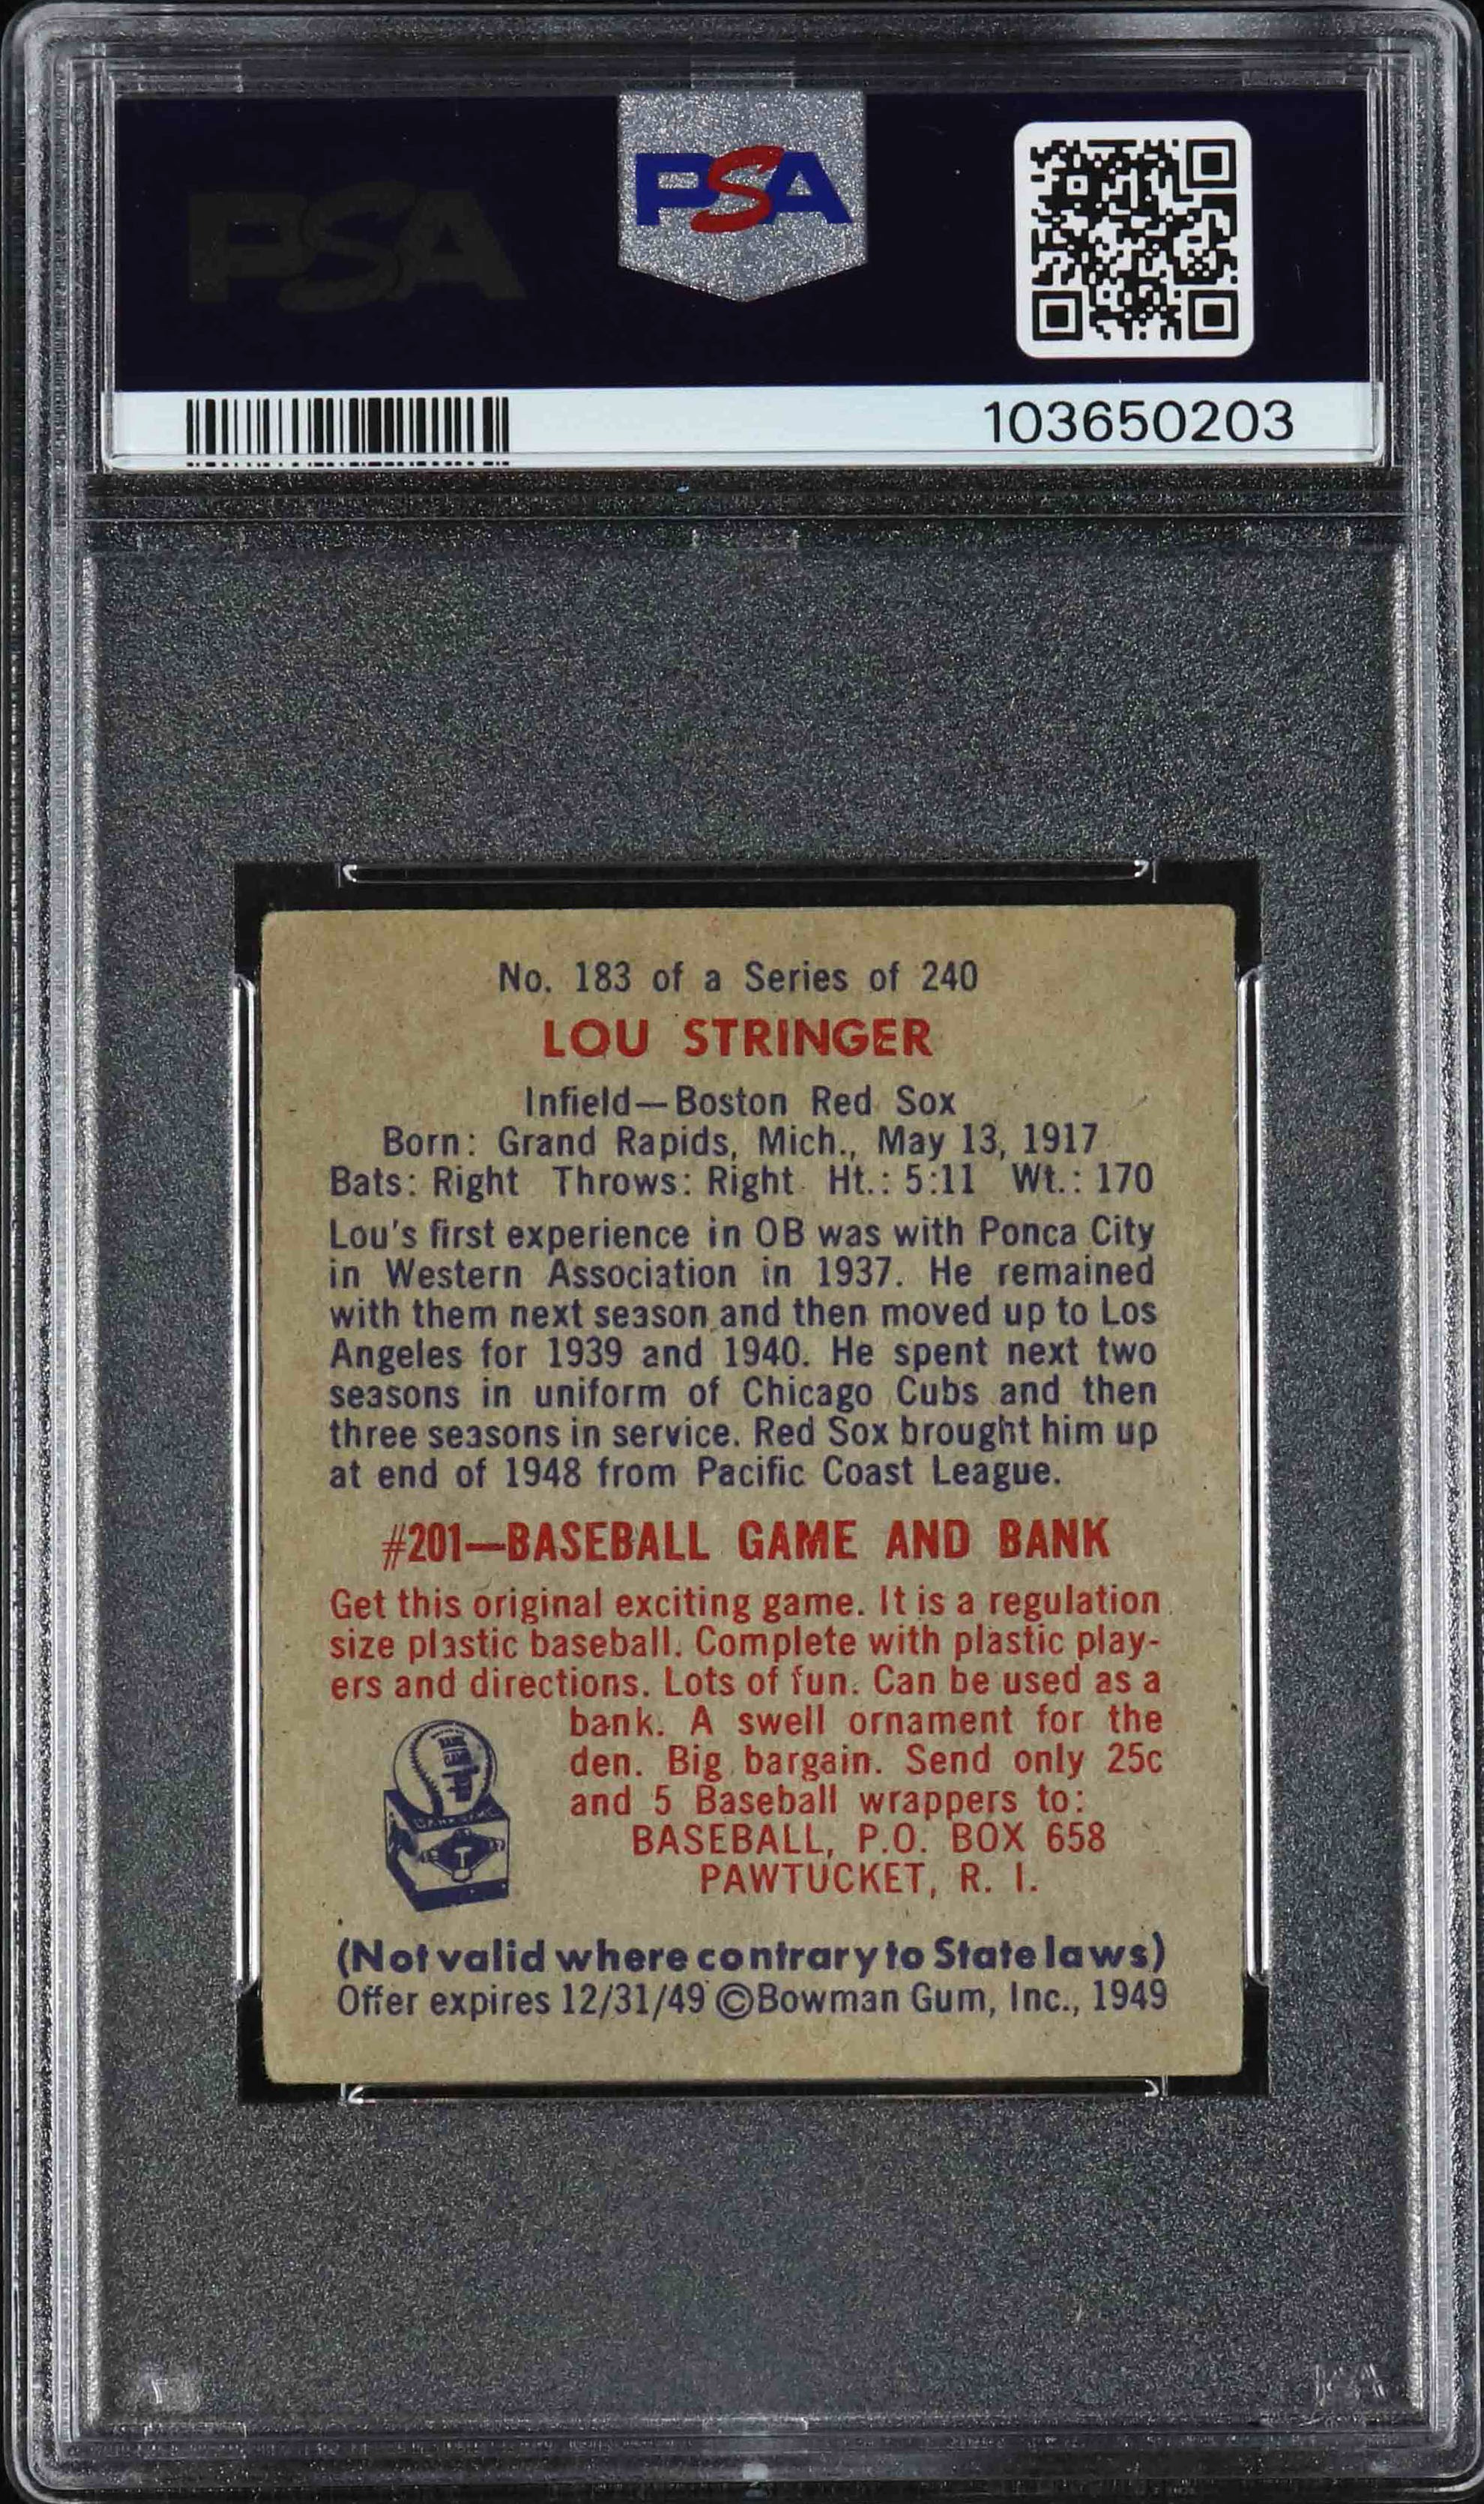 PSA
PSA
103650203
No. 183 of a Series of 240
LOU STRINGER
Infield—Boston Red Sox
Born: Grand Rapids, Mich., May 13, 1917
Bats: Right Throws: Right Ht.: 5:11 Wt.: 170
Lou's first experience in OB was with Ponca City
in Western Association in 1937. He remained
with them next season and then moved up to Los
Angeles for 1939 and 1940. He spent next two
seasons in uniform of Chicago Cubs and then
three seasons in service. Red Sox brought him up
at end of 1948 from Pacific Coast League.
#201—BASEBALL GAME AND BANK
Get this original exciting game. It is a regulation
size plastic baseball. Complete with plastic play-
ers and directions. Lots of fun. Can be used as a
bank. A swell ornament for the
den. Big bargain. Send only 25c
and 5 Baseball wrappers to:
BASEBALL, P.O. BOX 658
PAWTUCKET, R. I.
(Not valid where contrary to State laws)
Offer expires 12/31/49 ©Bowman Gum, Inc., 1949